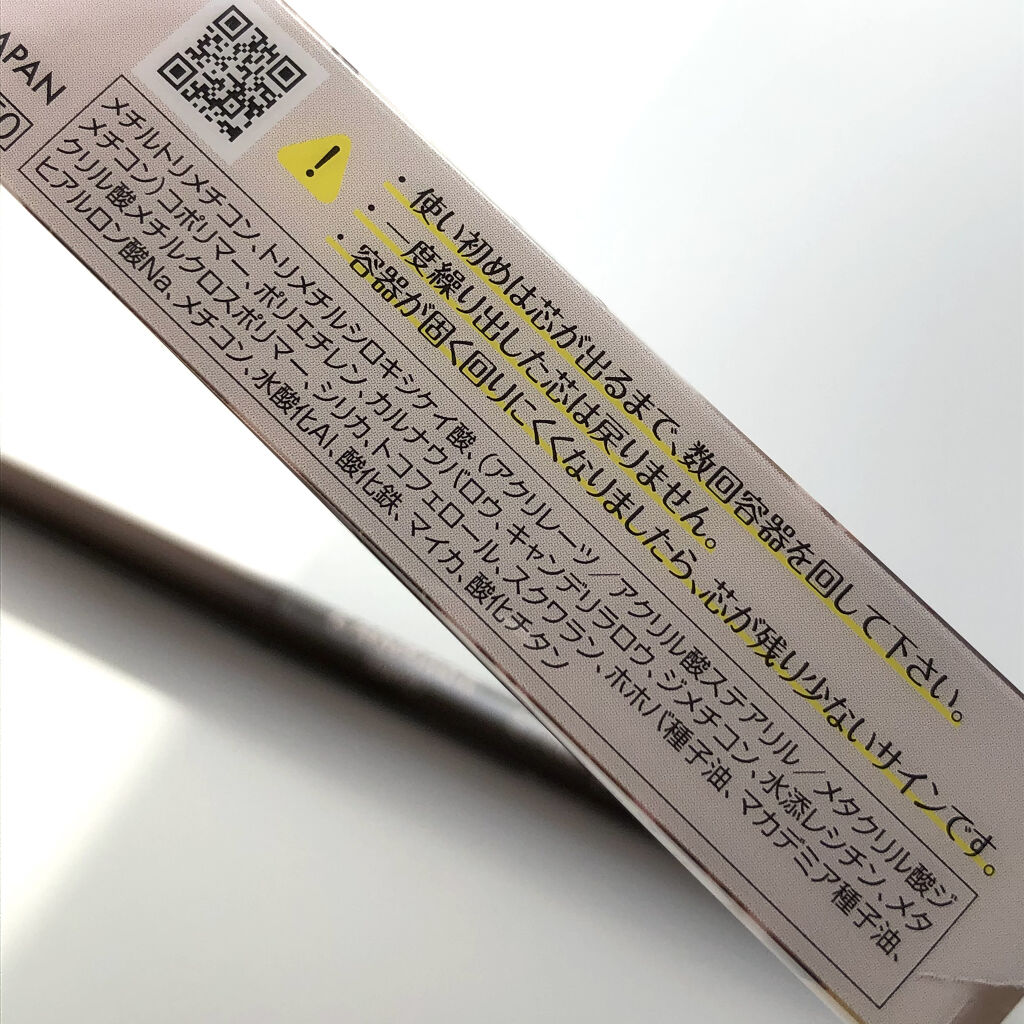 APAN
・使い初めは芯が出るまで、数回容器を回して下さい。
・一度繰り出した芯は戻りません。
・容器が固く回りにくくなりましたら、芯が残り少ないサインです。
メチルトリメチコン、トリメチルシロキシケイ酸、(アクリレーツ／アクリル酸ステアリル／メタクリル酸ジ
メチコン)コポリマー、ポリエチレン、カルナウバロウ、キャンデリラロウ、ジメチコン、水添レシチン、メタ
クリル酸メチルクロスポリマー、シリカ、トコフェロール、スクワラン、ホホバ種子油、マカデミア種子油、
ヒアルロン酸Na、メチコン、水酸化Al、酸化鉄、マイカ、酸化チタン